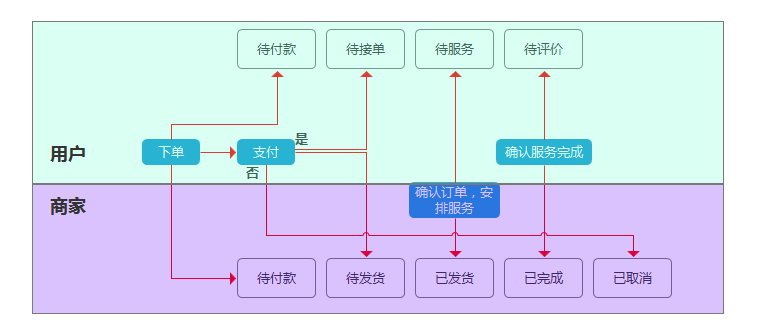 待付款
待接单
待服务
待评价
用户
下单
支付
是
否
确认服务完成
商家
确认订单，安
排服务
待付款
待发货
已发货
已完成
已取消